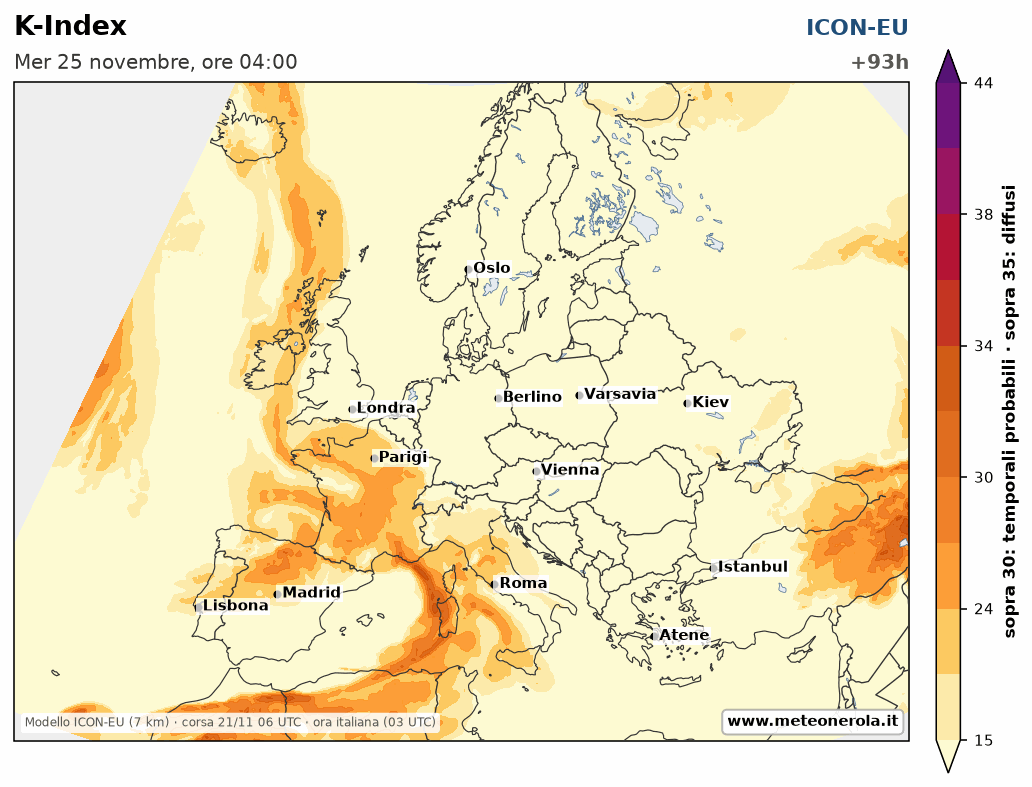 K-Index
ICON-EU
Mer 25 novembre, ore 04:00
+93h
44
38
34
30
24
15
sopra 30: temporali probabili · sopra 35: diffusi
Oslo
Londra
Berlino
Varsavia
Kiev
Parigi
Vienna
Istanbul
Roma
Madrid
Lisbona
Atene
Modello ICON-EU (7 km) · corsa 21/11 06 UTC · ora italiana (03 UTC)
www.meteonerola.it